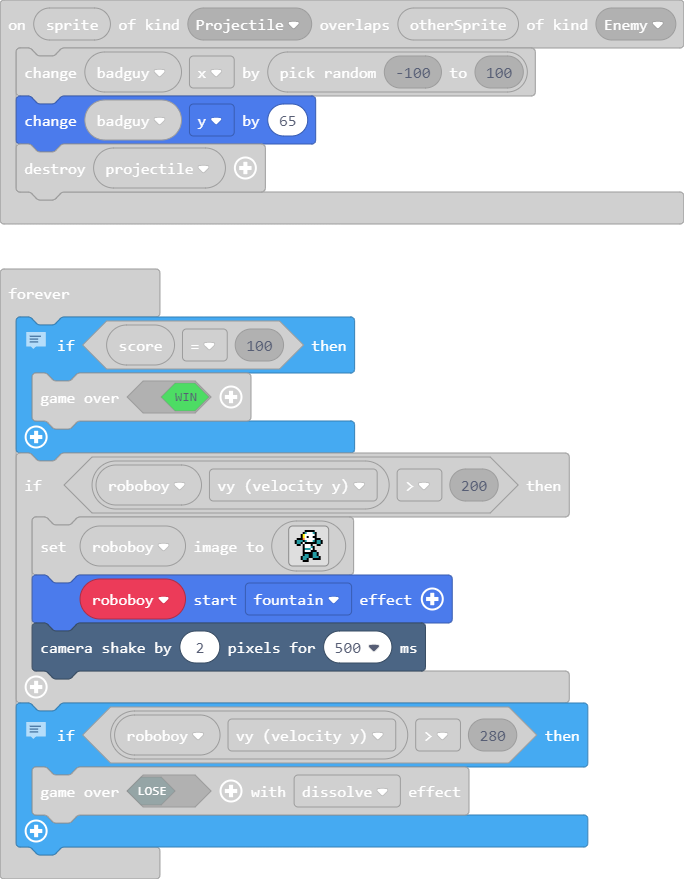 on sprite of kind Projectile overlaps otherSprite of kind Enemy
change badguy x by pick random -100 to 100
change badguy y by 65
destroy projectile
forever
if score = 100 then
game over WIN
if roboboy vy (velocity y) > 200 then
set roboboy image to
roboboy start fountain effect
camera shake by 2 pixels for 500 ms
if roboboy vy (velocity y) > 280 then
game over LOSE with dissolve effect